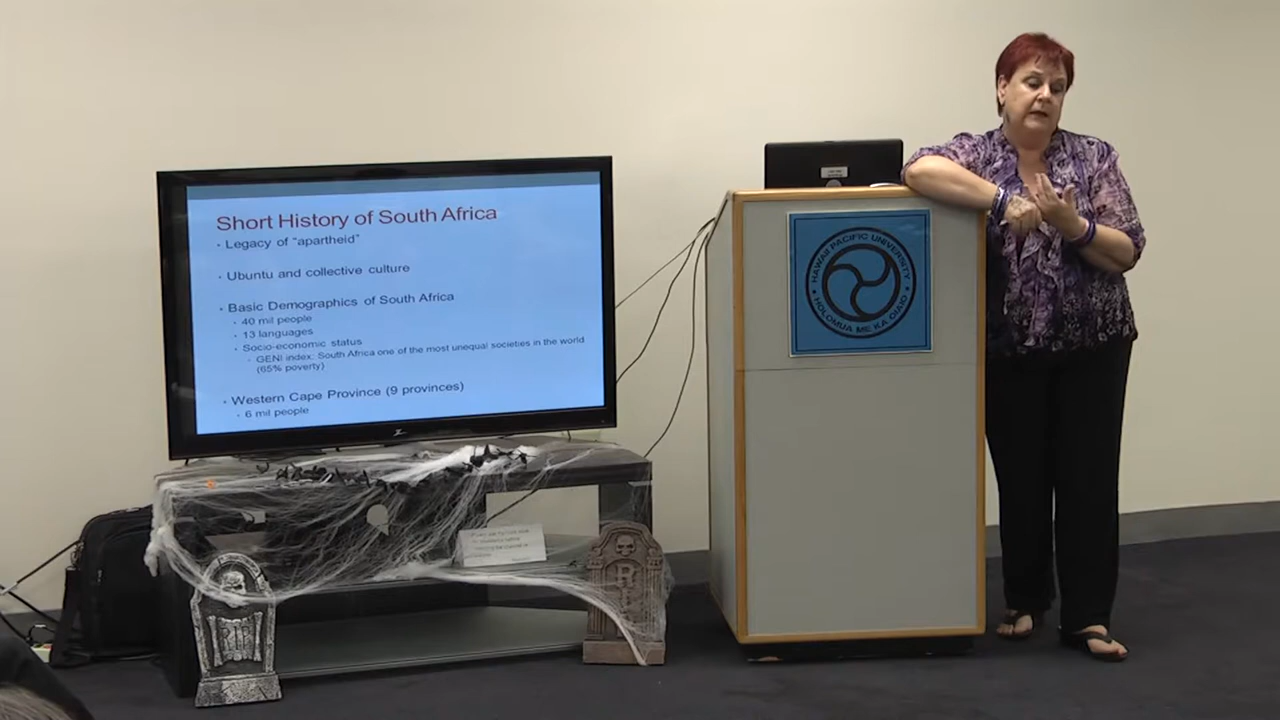 Short History of South Africa
• Legacy of "apartheid"
• Ubuntu and collective culture
• Basic Demographics of South Africa
• 40 mil people
• 13 languages
• Socio-economic status
• GENI index: South Africa one of the most unequal societies in the world
(65% poverty)
• Western Cape Province (9 provinces)
• 6 mil people
HAWAII PACIFIC UNIVERSITY
HOLOMUA ME KA OIAIO
RIP